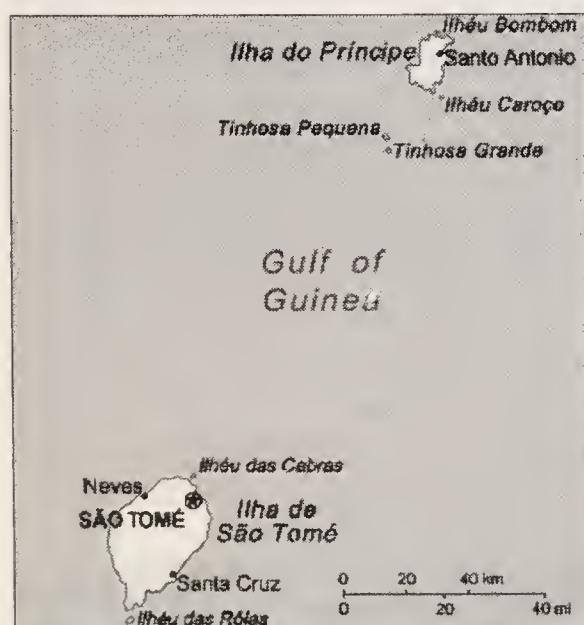 Ilhéu Bombom
Ilha do Príncipe
Santo Antonio
Ilhéu Caroço
Tinhosa Pequena
Tinhosa Grande
Gulf of
Guinea
Ilhéu das Cabras
Neves
SÃO TOMÉ
Ilha de
São Tomé
Santa Cruz
0 20 40 km
0 20 40 mi
Ilhéu das Rôlas